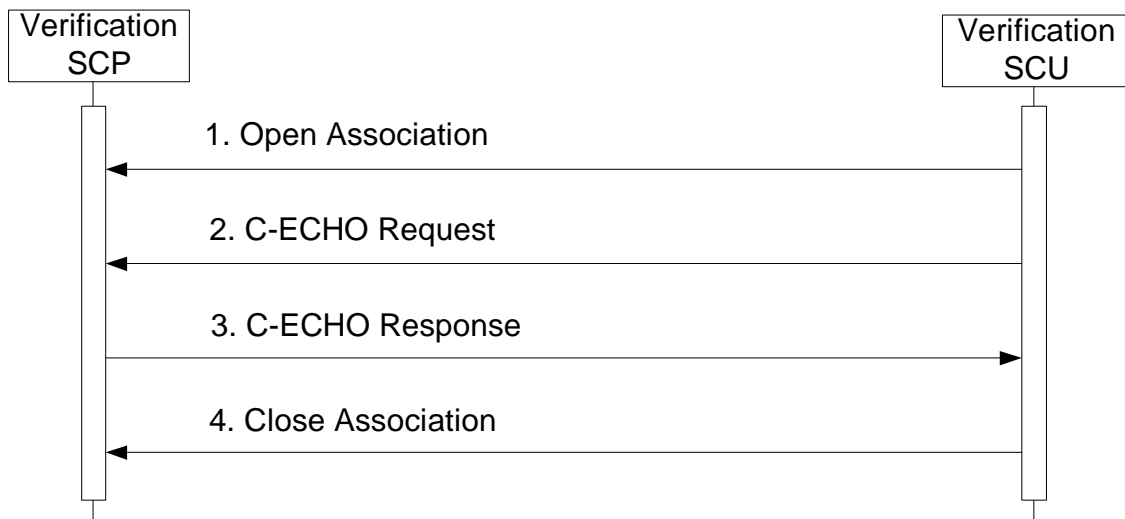 Verification
SCP
Verification
SCU
1. Open Association
2. C-ECHO Request
3. C-ECHO Response
4. Close Association